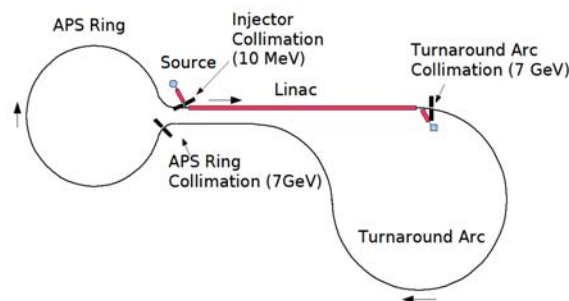 APS Ring
Injector
Collimation
(10 MeV)
Source
Linac
Turnaround Arc
Collimation (7 GeV)
APS Ring
Collimation (7GeV)
Turnaround Arc